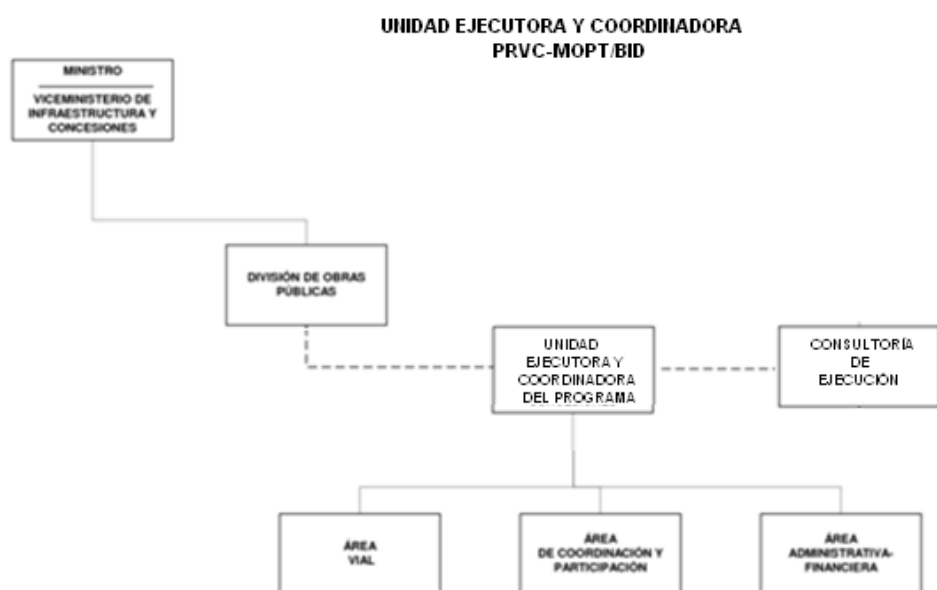 UNIDAD EJECUTORA Y COORDINADORA
PRVC-MOPT/BID
MINISTRO
VICEMINISTERIO DE
INFRAESTRUCTURA Y
CONCESIONES
DIVISIÓN DE OBRAS
PÚBLICAS
UNIDAD
EJECUTORA Y
COORDINADORA
DEL PROGRAMA
CONSULTORÍA
DE
EJECUCIÓN
ÁREA
VIAL
ÁREA
DE COORDINACIÓN Y
PARTICIPACIÓN
ÁREA
ADMINISTRATIVA-
FINANCIERA